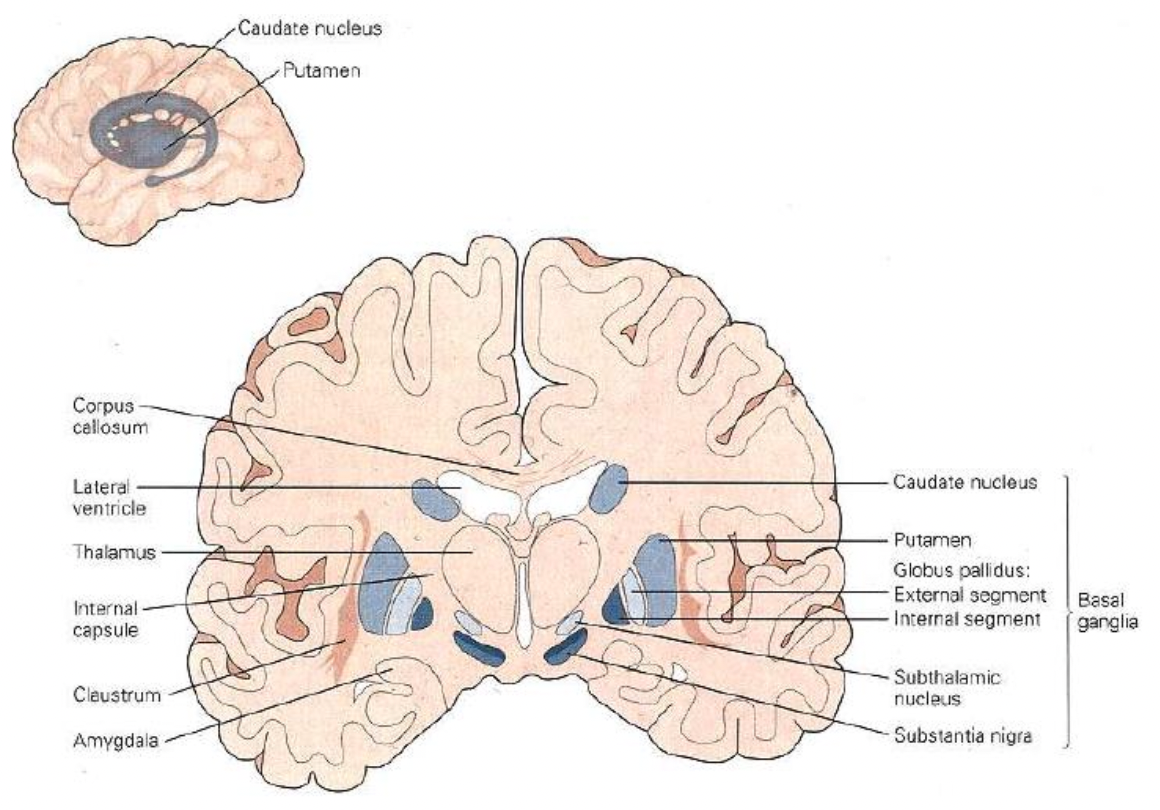 Caudate nucleus
Putamen
Corpus
callosum
Lateral
ventricle
Thalamus
Internal
capsule
Claustrum
Amygdala
Caudate nucleus
Putamen
Globus pallidus:
External segment
Internal segment
Subthalamic
nucleus
Substantia nigra
Basal
ganglia